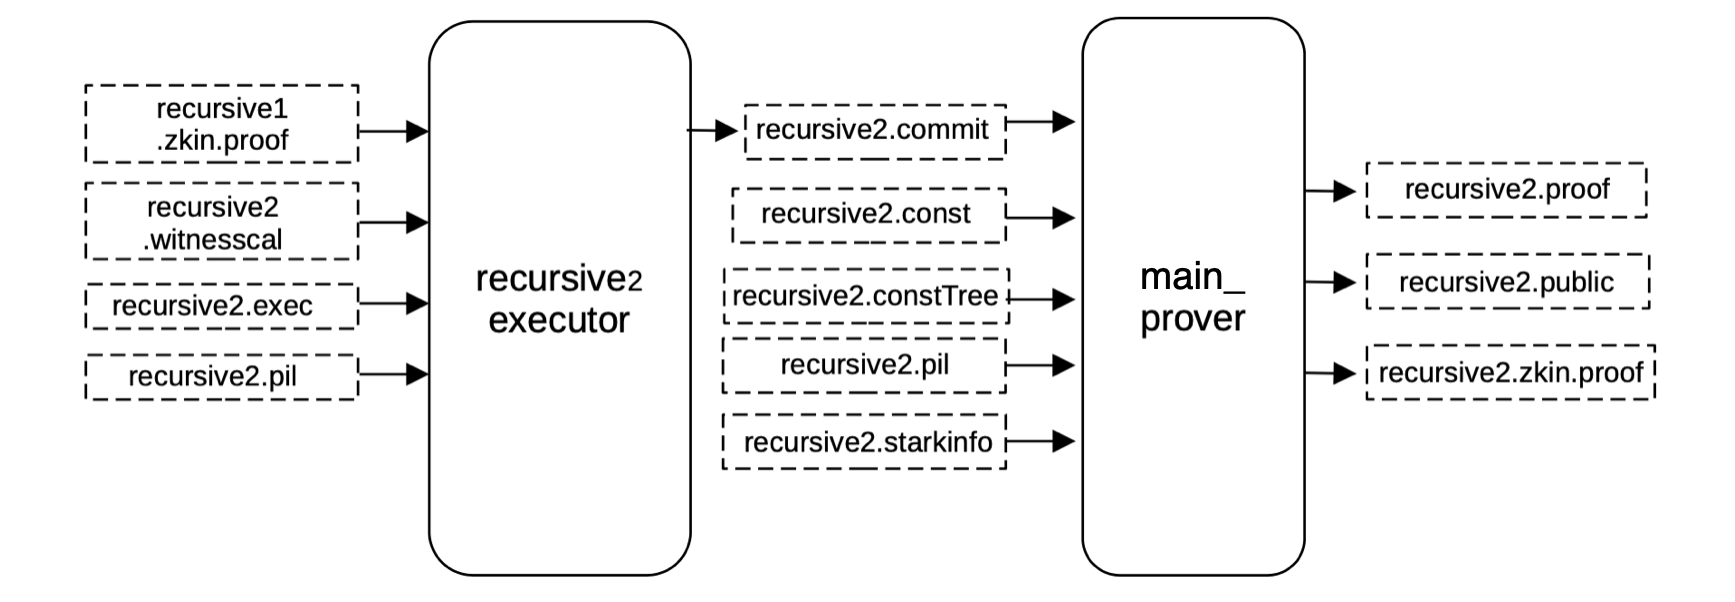 recursive1
.zkin.proof
recursive2
.witnesscal
recursive2.exec
recursive2.pil
recursive2
executor
recursive2.commit
recursive2.const
recursive2.constTree
recursive2.pil
recursive2.starkinfo
main_
prover
recursive2.proof
recursive2.public
recursive2.zkin.proof